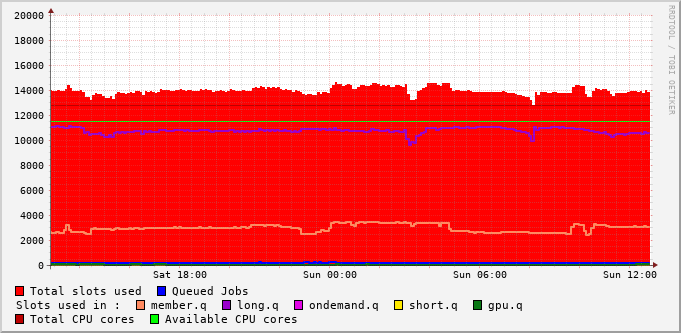 20000
18000
16000
14000
12000
10000
8000
6000
4000
2000
0
Sat 18:00 Sun 00:00 Sun 06:00 Sun 12:00
RRDTOOL / TOBI OETIKER
Total slots used Queued Jobs
Slots used in : member.q long.q ondemand.q short.q gpu.q
Total CPU cores Available CPU cores